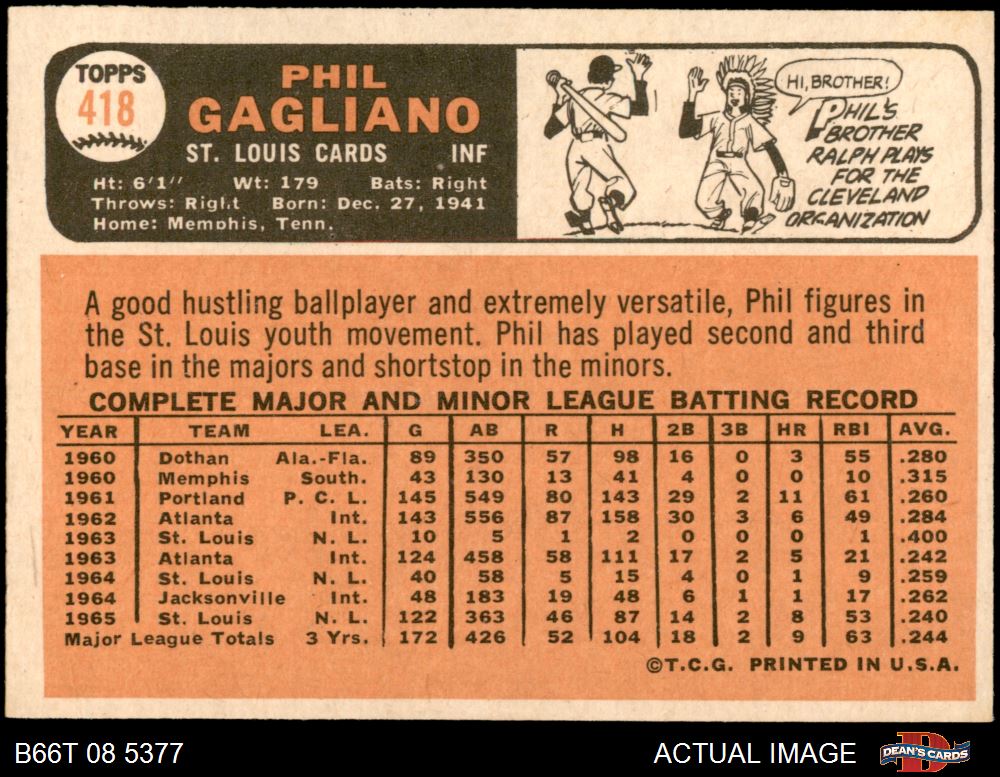 TOPPS
418
PHIL
GAGLIANO
ST. LOUIS CARDS INF
Ht: 6'1" Wt: 179 Bats: Right
Throws: Right Born: Dec. 27, 1941
Home: Memphis, Tenn.
HI, BROTHER!
PHIL'S
BROTHER
RALPH PLAYS
FOR THE
CLEVELAND
ORGANIZATION
A good hustling ballplayer and extremely versatile, Phil figures in
the St. Louis youth movement. Phil has played second and third
base in the majors and shortstop in the minors.
COMPLETE MAJOR AND MINOR LEAGUE BATTING RECORD
YEAR TEAM LEA. G AB R H 2B 3B HR RBI AVG.
1960 Dothan Ala.-Fla. 89 350 57 98 16 0 3 55 .280
1960 Memphis South. 43 130 13 41 4 0 0 10 .315
1961 Portland P. C. L. 145 549 80 143 29 2 11 61 .260
1962 Atlanta Int. 143 556 87 158 30 3 6 49 .284
1963 St. Louis N. L. 10 5 1 2 0 0 0 1 .400
1963 Atlanta Int. 124 458 58 111 17 2 5 21 .242
1964 St. Louis N. L. 40 58 5 15 4 0 1 9 .259
1964 Jacksonville Int. 48 183 19 48 6 1 1 17 .262
1965 St. Louis N. L. 122 363 46 87 14 2 8 53 .240
Major League Totals 3 Yrs. 172 426 52 104 18 2 9 63 .244
©T.C.G. PRINTED IN U.S.A.
B66T 08 5377 ACTUAL IMAGE DEAN'S CARDS